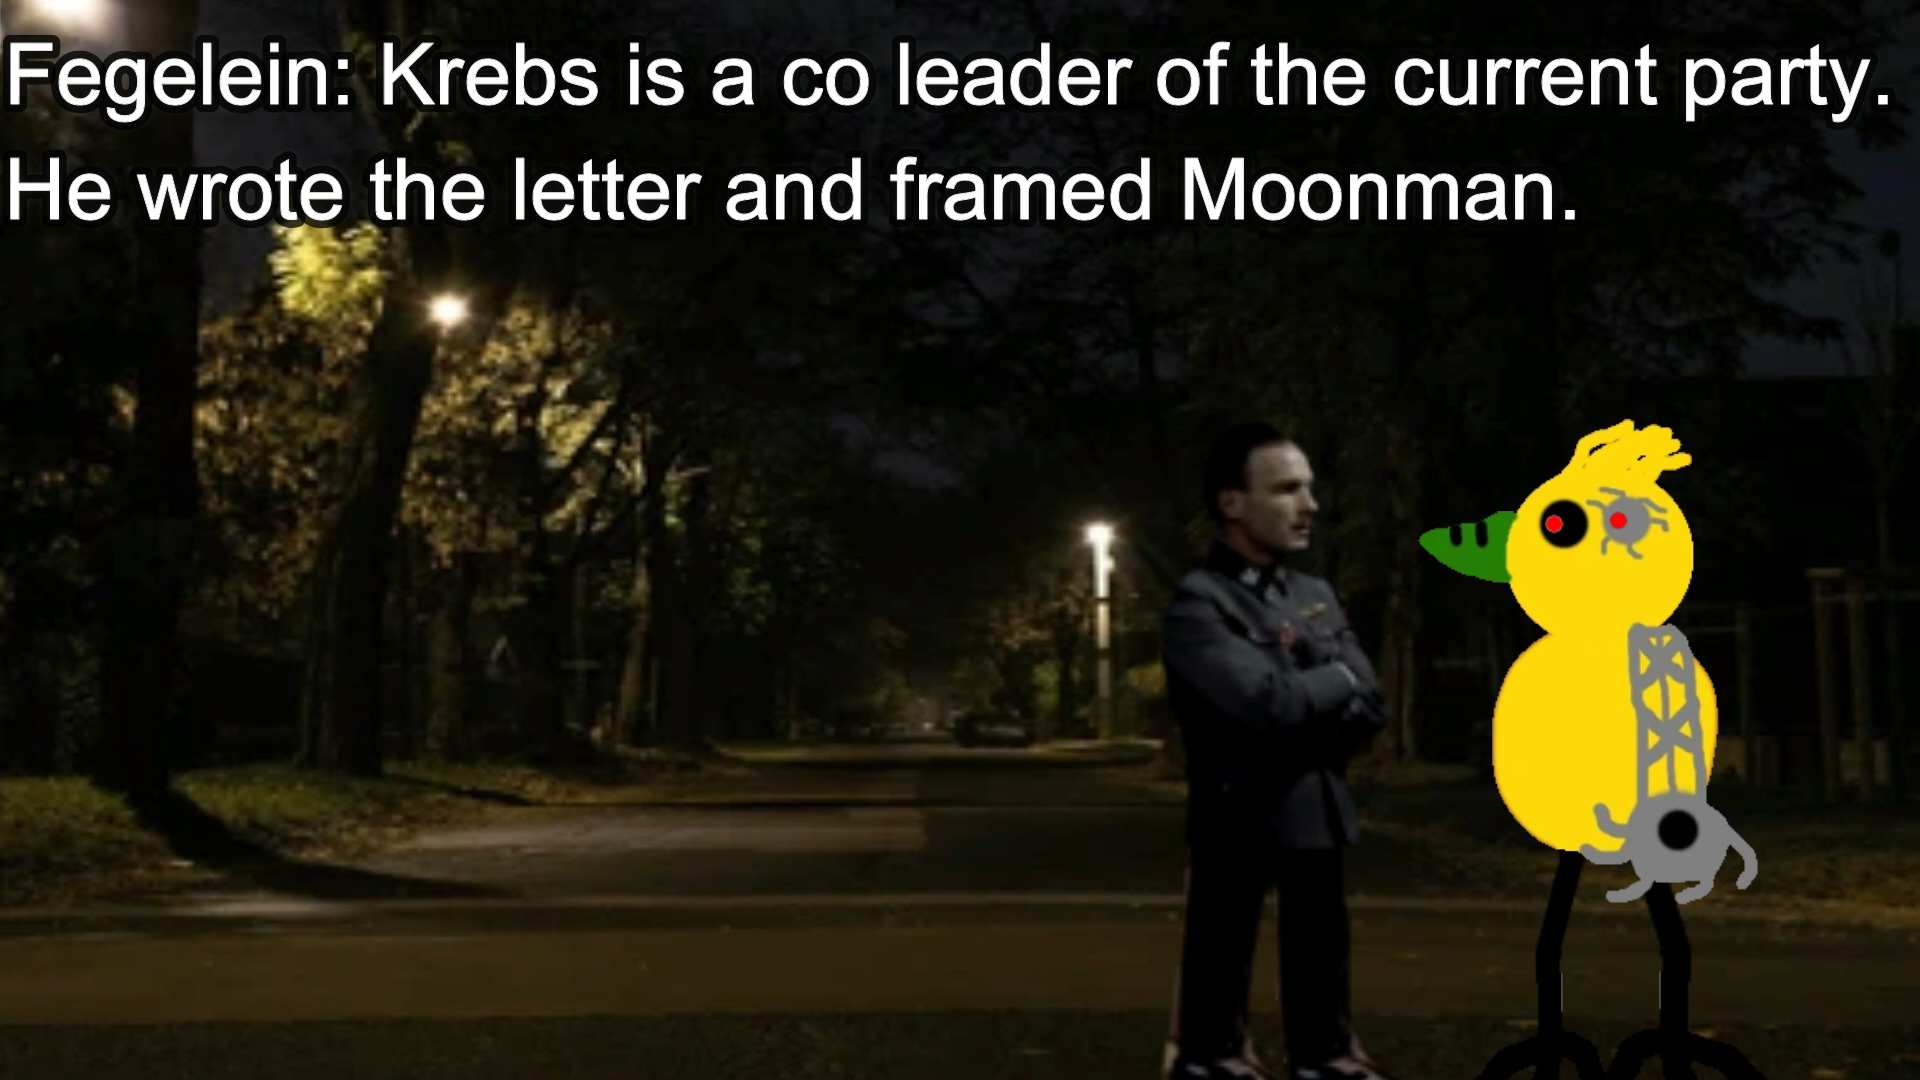 Fegelein: Krebs is a co leader of the current party.
He wrote the letter and framed Moonman.